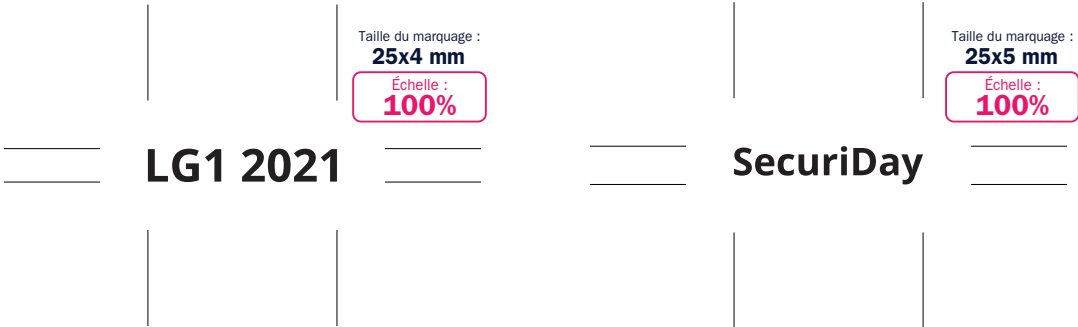 Taille du marquage :
25x4 mm
Échelle :
100%
LG1 2021
Taille du marquage :
25x5 mm
Échelle :
100%
SecuriDay